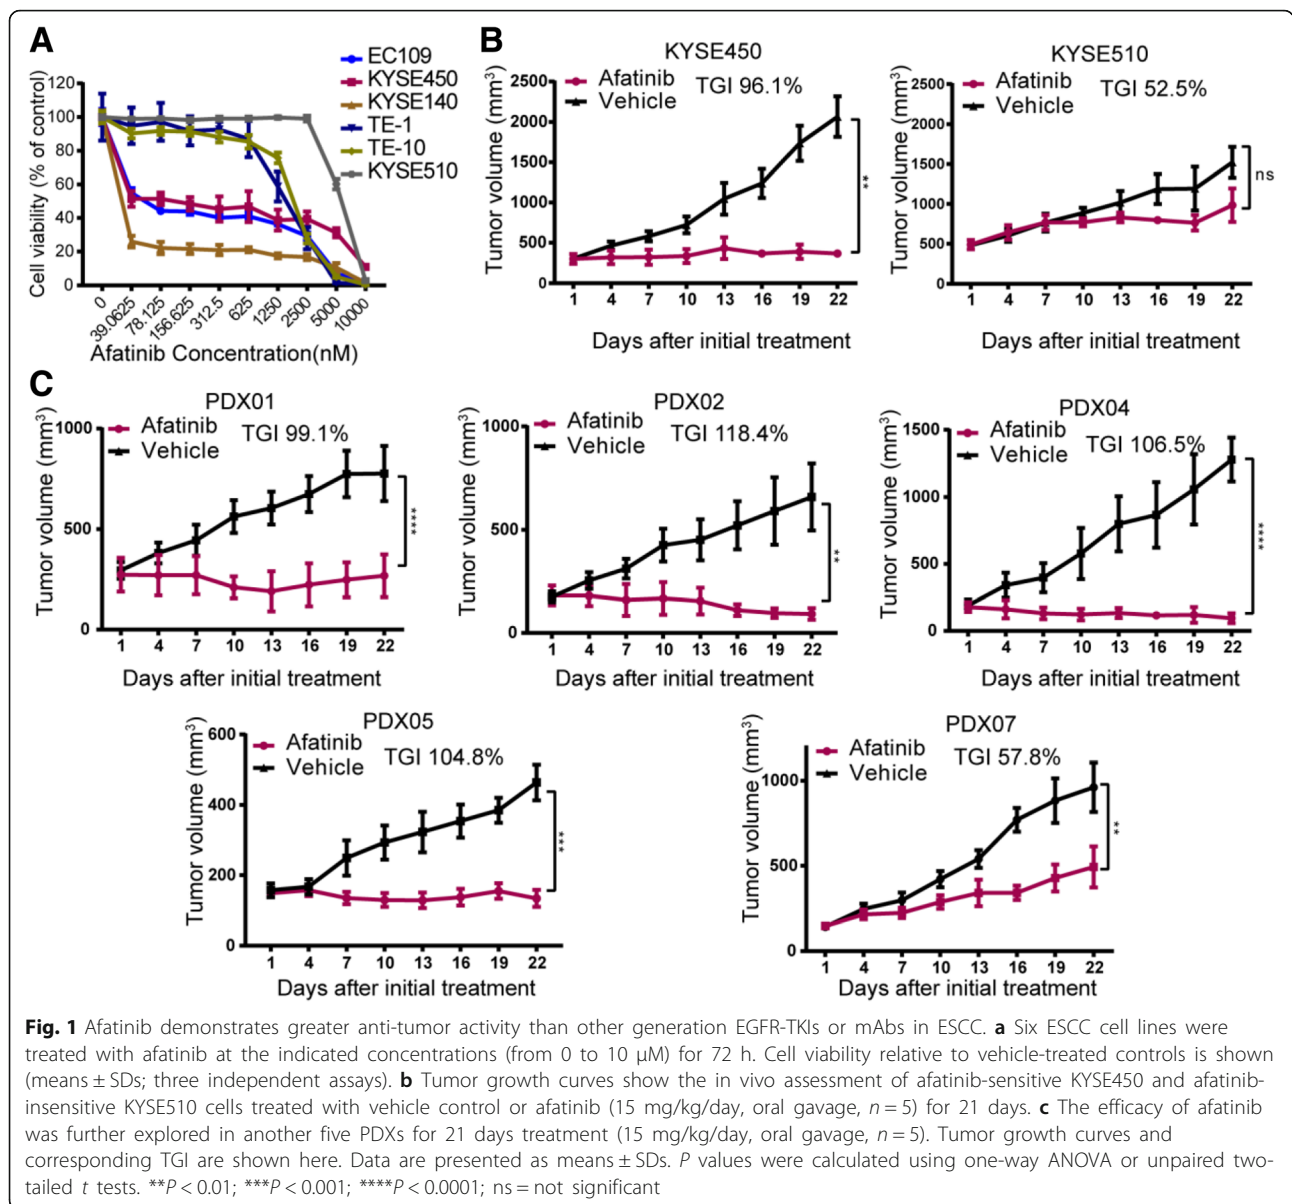 A
EC109
KYSE450
KYSE140
TE-1
TE-10
KYSE510
Cell viability (% of control)
120
100
80
60
40
20
0
0
39.0625
78.125
156.625
312.5
625
1250
2500
5000
10000
Afatinib Concentration(nM)
B
KYSE450
Afatinib
Vehicle
TGI 96.1%
Tumor volume (mm³)
2500
2000
1500
1000
500
0
1 4 7 10 13 16 19 22
Days after initial treatment
**
KYSE510
Afatinib
Vehicle
TGI 52.5%
Tumor volume (mm³)
2500
2000
1500
1000
500
0
1 4 7 10 13 16 19 22
Days after initial treatment
ns
C
PDX01
Afatinib
Vehicle
TGI 99.1%
Tumor volume (mm³)
1000
500
0
1 4 7 10 13 16 19 22
Days after initial treatment
****
PDX02
Afatinib
Vehicle
TGI 118.4%
Tumor volume (mm³)
1000
500
0
1 4 7 10 13 16 19 22
Days after initial treatment
**
PDX04
Afatinib
Vehicle
TGI 106.5%
Tumor volume (mm³)
1500
1000
500
0
1 4 7 10 13 16 19 22
Days after initial treatment
****
PDX05
Afatinib
Vehicle
TGI 104.8%
Tumor volume (mm³)
600
400
200
0
1 4 7 10 13 16 19 22
Days after initial treatment
***
PDX07
Afatinib
Vehicle
TGI 57.8%
Tumor volume (mm³)
1000
500
0
1 4 7 10 13 16 19 22
Days after initial treatment
**
Fig. 1 Afatinib demonstrates greater anti-tumor activity than other generation EGFR-TKIs or mAbs in ESCC. a Six ESCC cell lines were
treated with afatinib at the indicated concentrations (from 0 to 10 μM) for 72 h. Cell viability relative to vehicle-treated controls is shown
(means ± SDs; three independent assays). b Tumor growth curves show the in vivo assessment of afatinib-sensitive KYSE450 and afatinib-
insensitive KYSE510 cells treated with vehicle control or afatinib (15 mg/kg/day, oral gavage, n = 5) for 21 days. c The efficacy of afatinib
was further explored in another five PDXs for 21 days treatment (15 mg/kg/day, oral gavage, n = 5). Tumor growth curves and
corresponding TGI are shown here. Data are presented as means ± SDs. P values were calculated using one-way ANOVA or unpaired two-
tailed t tests. **P < 0.01; ***P < 0.001; ****P < 0.0001; ns = not significant